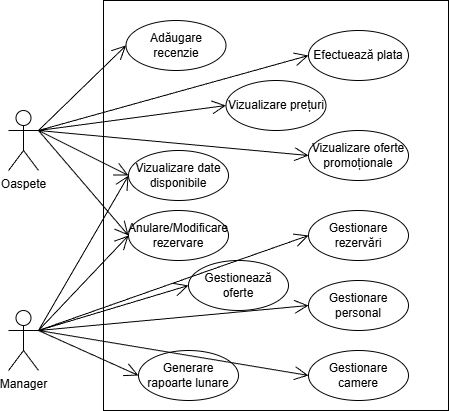 Adăugare
recenzie
Efectuează plata
Vizualizare prețuri
Vizualizare oferte
promoționale
Oaspete
Vizualizare date
disponibile
Anulare/Modificare
rezervare
Gestionare
rezervări
Gestionează
oferte
Gestionare
personal
Manager
Generare
rapoarte lunare
Gestionare
camere